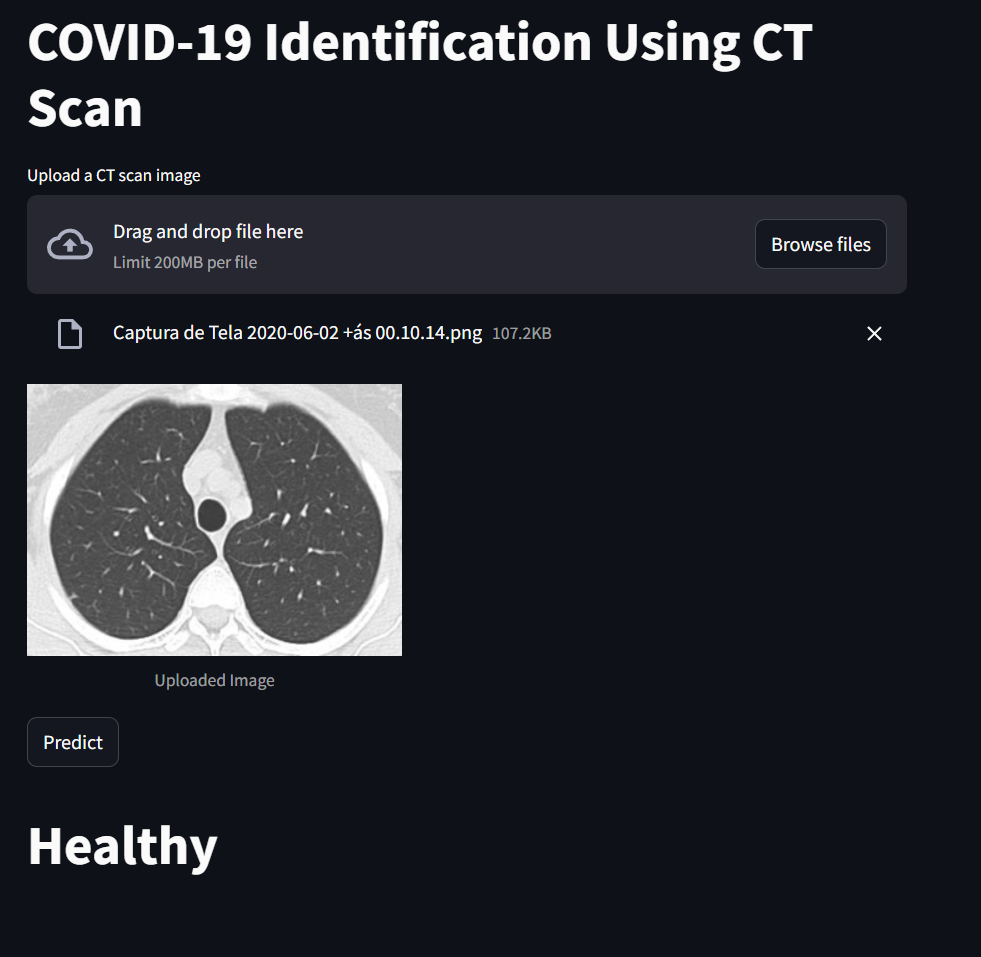 COVID-19 Identification Using CT
Scan
Upload a CT scan image
Drag and drop file here
Limit 200MB per file
Browse files
Captura de Tela 2020-06-02 +ás 00.10.14.png 107.2KB
Uploaded Image
Predict
Healthy